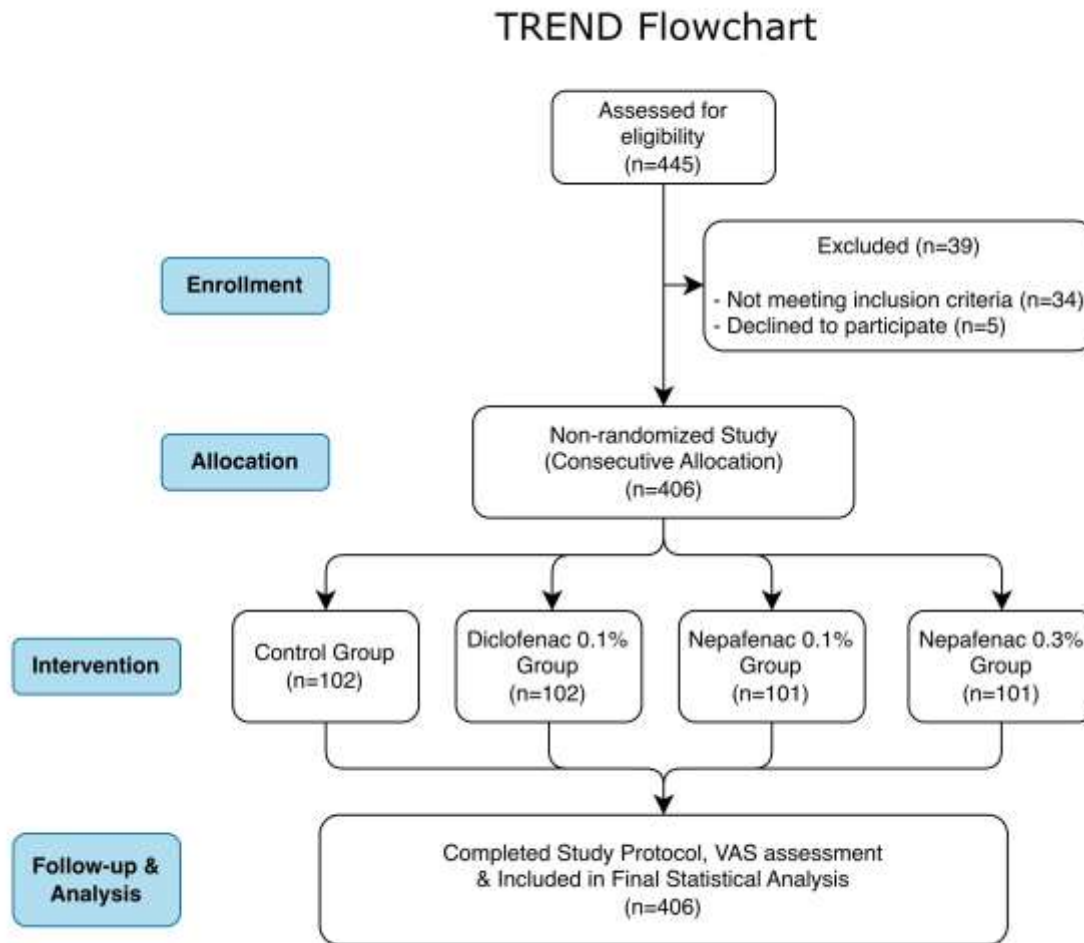 TREND Flowchart
Assessed for
eligibility
(n=445)
Excluded (n=39)
- Not meeting inclusion criteria (n=34)
- Declined to participate (n=5)
Enrollment
Allocation
Non-randomized Study
(Consecutive Allocation)
(n=406)
Intervention
Control Group
(n=102)
Diclofenac 0.1%
Group
(n=102)
Nepafenac 0.1%
Group
(n=101)
Nepafenac 0.3%
Group
(n=101)
Follow-up &
Analysis
Completed Study Protocol, VAS assessment
& Included in Final Statistical Analysis
(n=406)